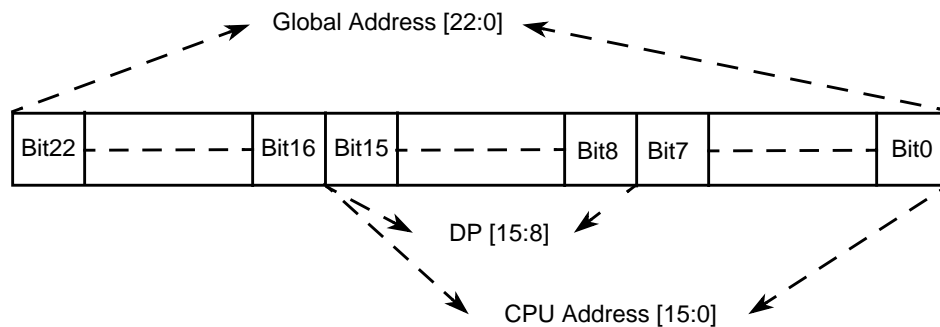 Global Address [22:0]
Bit22 Bit16 Bit15 Bit8 Bit7 Bit0
DP [15:8]
CPU Address [15:0]